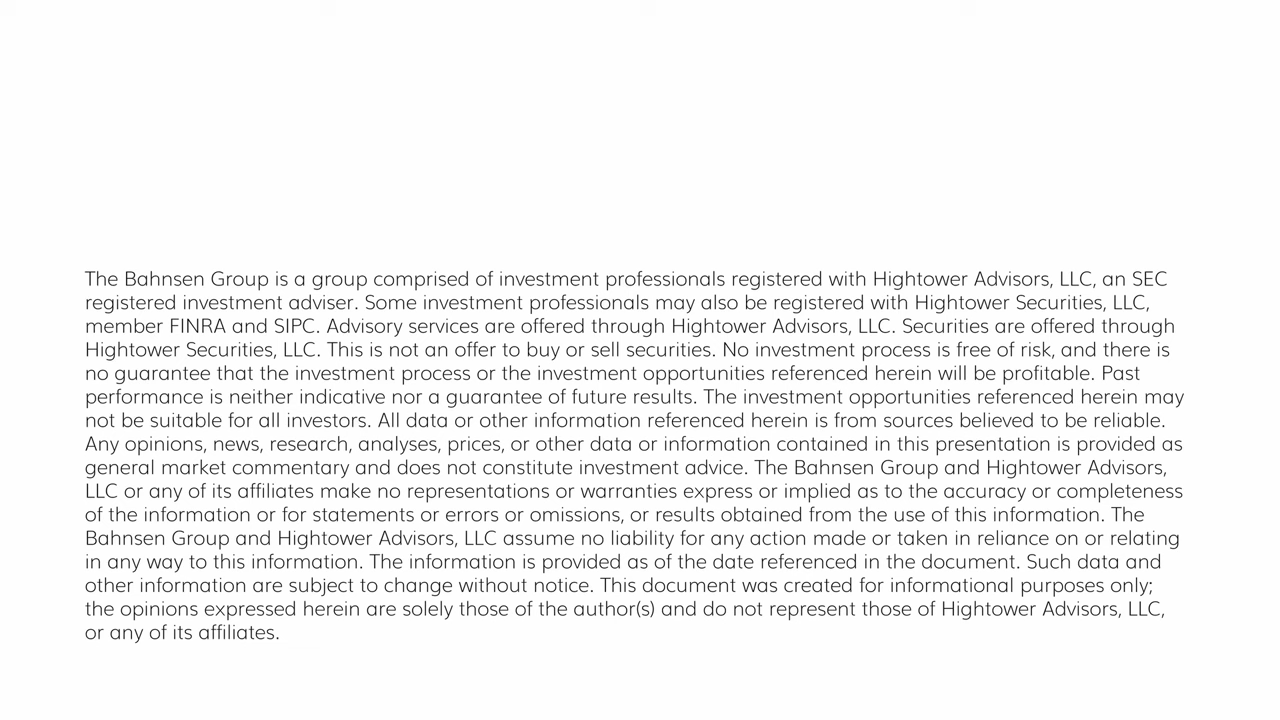 The Bahnsen Group is a group comprised of investment professionals registered with Hightower Advisors, LLC, an SEC
registered investment adviser. Some investment professionals may also be registered with Hightower Securities, LLC,
member FINRA and SIPC. Advisory services are offered through Hightower Advisors, LLC. Securities are offered through
Hightower Securities, LLC. This is not an offer to buy or sell securities. No investment process is free of risk, and there is
no guarantee that the investment process or the investment opportunities referenced herein will be profitable. Past
performance is neither indicative nor a guarantee of future results. The investment opportunities referenced herein may
not be suitable for all investors. All data or other information referenced herein is from sources believed to be reliable.
Any opinions, news, research, analyses, prices, or other data or information contained in this presentation is provided as
general market commentary and does not constitute investment advice. The Bahnsen Group and Hightower Advisors,
LLC or any of its affiliates make no representations or warranties express or implied as to the accuracy or completeness
of the information or for statements or errors or omissions, or results obtained from the use of this information. The
Bahnsen Group and Hightower Advisors, LLC assume no liability for any action made or taken in reliance on or relating
in any way to this information. The information is provided as of the date referenced in the document. Such data and
other information are subject to change without notice. This document was created for informational purposes only;
the opinions expressed herein are solely those of the author(s) and do not represent those of Hightower Advisors, LLC,
or any of its affiliates.